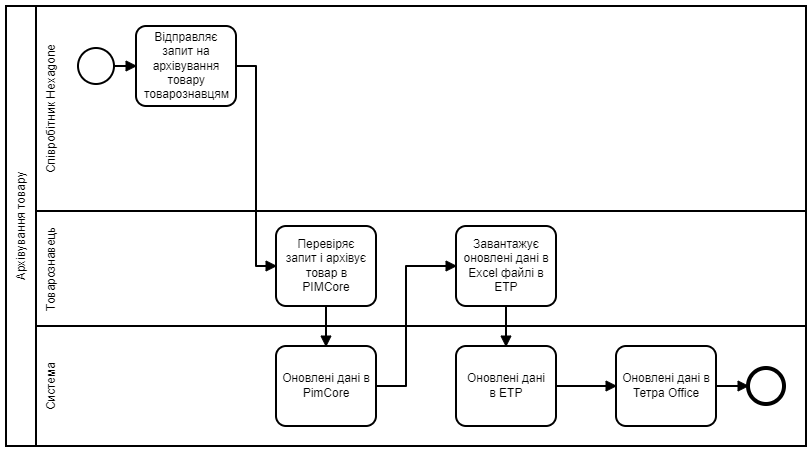 Архівування товару
Співробітник Hexagone
Відправляє
запит на
архівування
товару
товарознавцям
Товарознавець
Перевіряє
запит і архівує
товар в
PIMCore
Завантажує
оновлені дані в
Excel файлі в
ETP
Система
Оновлені дані в
PimCore
Оновлені дані
в ETP
Оновлені дані в
Тетра Office